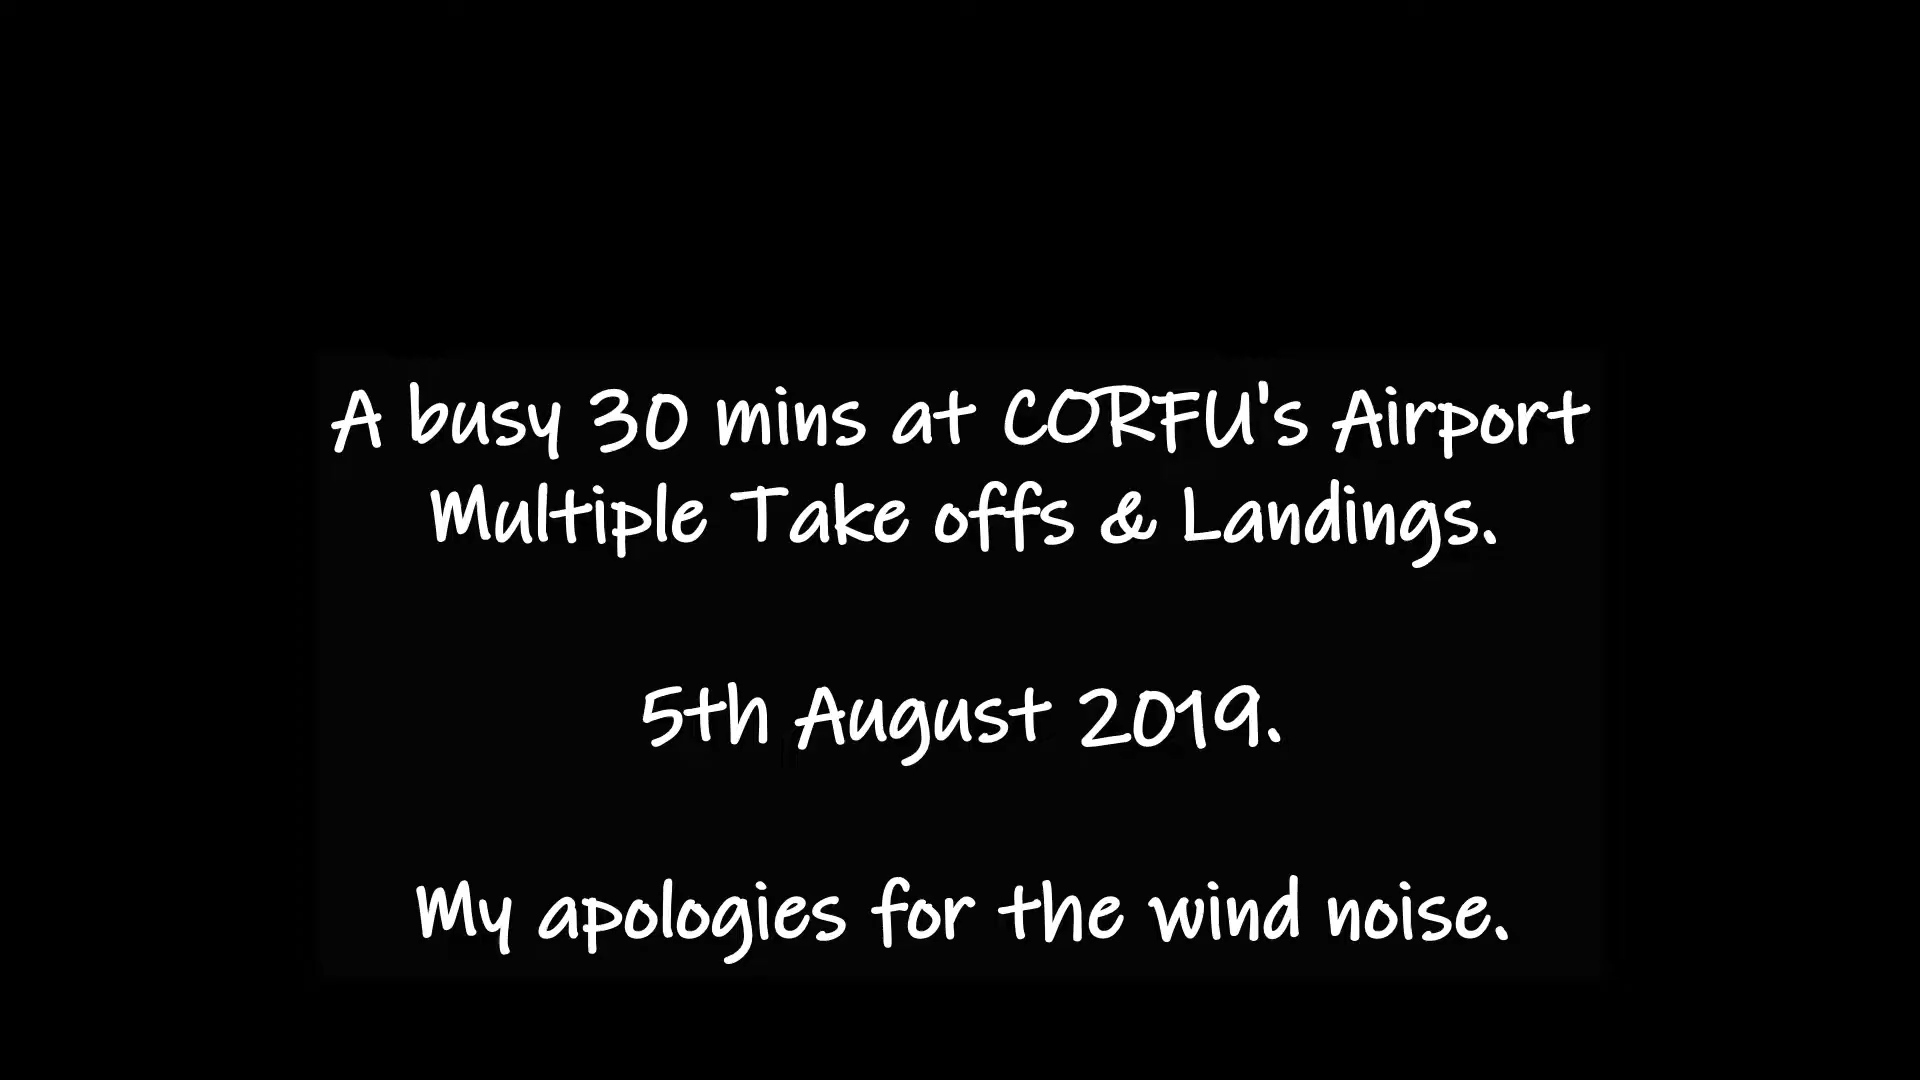 A busy 30 mins at CORFU's Airport
Multiple Take offs & Landings.
5th August 2019.
My apologies for the wind noise.